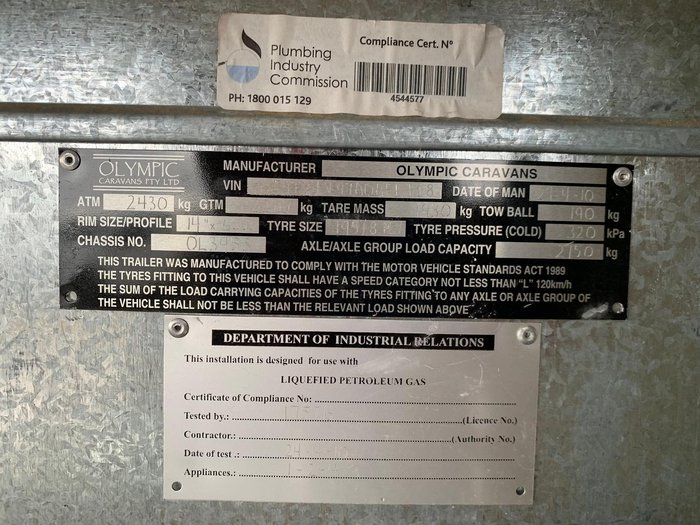 Plumbing
Industry
Commission
PH: 1800 015 129
Compliance Cert. Nº
4544577
OLYMPIC
CARAVANS PTY LTD
MANUFACTURER OLYMPIC CARAVANS
VIN DATE OF MAN 4-10
ATM 2430 kg GTM kg TARE MASS kg TOW BALL 190 kg
RIM SIZE/PROFILE 14" TYRE SIZE TYRE PRESSURE (COLD) 320 kPa
CHASSIS NO. AXLE/AXLE GROUP LOAD CAPACITY kg
THIS TRAILER WAS MANUFACTURED TO COMPLY WITH THE MOTOR VEHICLE STANDARDS ACT 1989
THE TYRES FITTING TO THIS VEHICLE SHALL HAVE A SPEED CATEGORY NOT LESS THAN "L" 120km/h
THE SUM OF THE LOAD CARRYING CAPACITIES OF THE TYRES FITTING TO ANY AXLE OR AXLE GROUP OF
THE VEHICLE SHALL NOT BE LESS THAN THE RELEVANT LOAD SHOWN ABOVE
DEPARTMENT OF INDUSTRIAL RELATIONS
This installation is designed for use with
LIQUEFIED PETROLEUM GAS
Certificate of Compliance No:
Tested by.: (Licence No.)
Contractor.: (Authority No.)
Date of test .:
Appliances.: